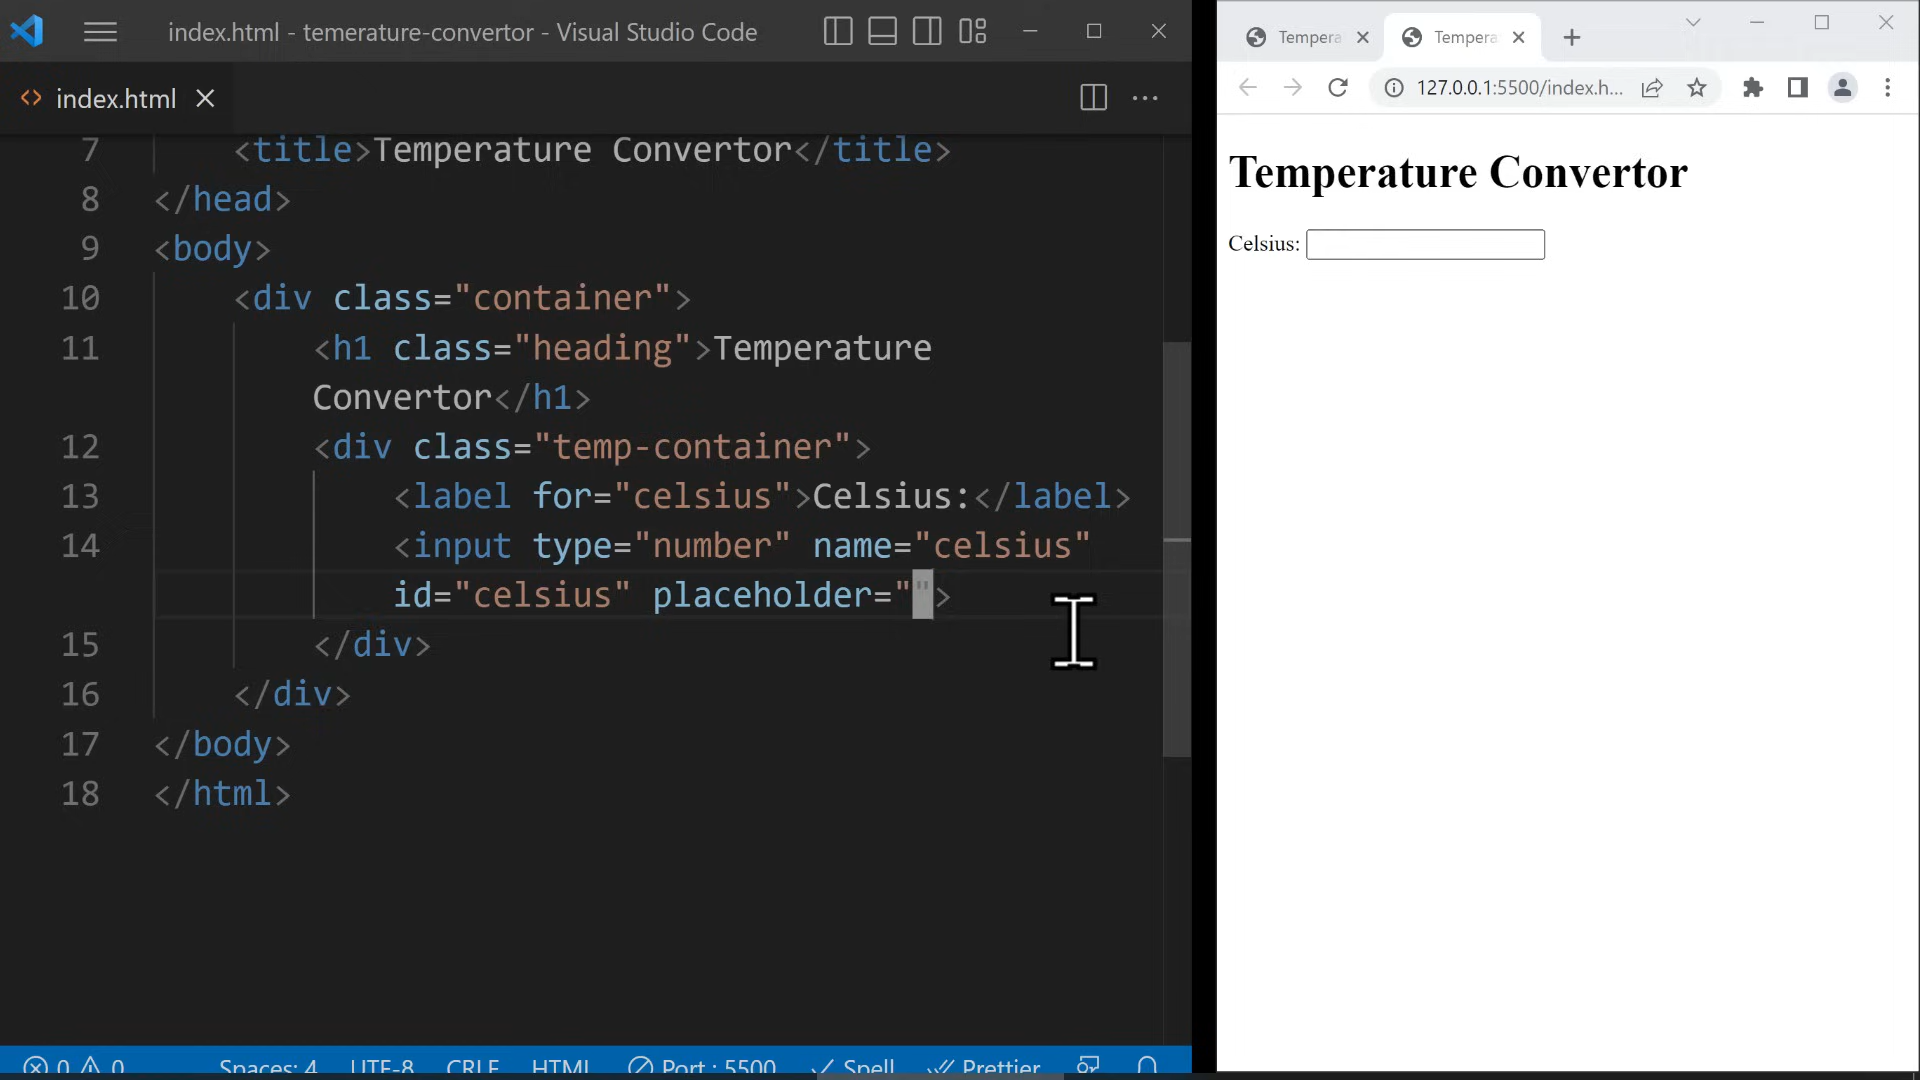 index.html - temerature-convertor - Visual Studio Code
index.html
7 <title>Temperature Convertor</title>
8 </head>
9 <body>
10 <div class="container">
11 <h1 class="heading">Temperature
Convertor</h1>
12 <div class="temp-container">
13 <label for="celsius">Celsius:</label>
14 <input type="number" name="celsius"
id="celsius" placeholder="">
15 </div>
16 </div>
17 </body>
18 </html>
0 0 Spaces: 4 UTF-8 CRLF HTML Port : 5500 Spell Prettier
Tempera Tempera
127.0.0.1:5500/index.h...
Temperature Convertor
Celsius: